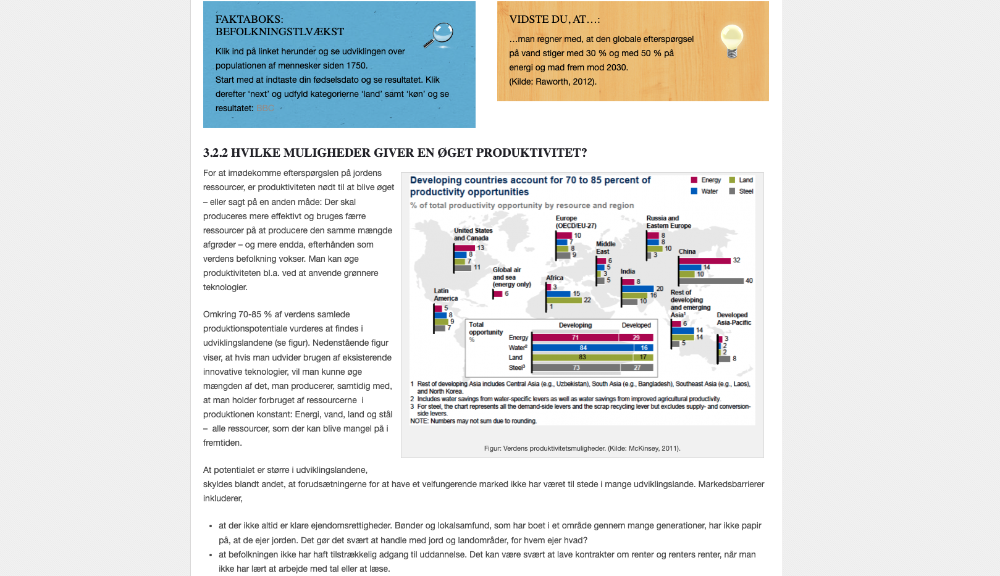 FAKTABOKS:
BEFOLKNINGSTLVÆKST
Klik ind på linket herunder og se udviklingen over
populationen af mennesker siden 1750.
Start med at indtaste din fødselsdato og se resultatet. Klik
derefter ‘next’ og udfyld kategorierne ‘land’ samt ‘køn’ og se
resultatet: BBC
VIDSTE DU, AT…:
…man regner med, at den globale efterspørgsel
på vand stiger med 30 % og med 50 % på
energi og mad frem mod 2030.
(Kilde: Raworth, 2012).
3.2.2 HVILKE MULIGHEDER GIVER EN ØGET PRODUKTIVITET?
For at imødekomme efterspørgslen på jordens
ressourcer, er produktiviteten nødt til at blive øget
– eller sagt på en anden måde: Der skal
produceres mere effektivt og bruges færre
ressourcer på at producere den samme mængde
afgrøder – og mere endda, efterhånden som
verdens befolkning vokser. Man kan øge
produktiviteten bl.a. ved at anvende grønnere
teknologier.
Omkring 70-85 % af verdens samlede
produktionspotentiale vurderes at findes i
udviklingslandene (se figur). Nedenstående figur
viser, at hvis man udvider brugen af eksisterende
innovative teknologier, vil man kunne øge
mængden af det, man producerer, samtidig med,
at man holder forbruget af ressourcerne i
produktionen konstant: Energi, vand, land og stål
– alle ressourcer, som der kan blive mangel på i
fremtiden.
Developing countries account for 70 to 85 percent of
productivity opportunities
% of total productivity opportunity by resource and region
Energy Land
Water Steel
United States
and Canada
13
8
7
11
Europe
(OECD/EU-27)
10
7
8
9
Russia and
Eastern Europe
8
8
10
3
Middle
East
6
5
3
5
China
32
14
10
40
Global air
and sea
(energy only)
6
Africa
3
15
22
1
India
8
20
16
10
Latin
America
5
8
9
7
Rest of
developing
and emerging
Asia¹
6
14
14
5
Developed
Asia-Pacific
3
2
2
8
Total
opportunity
%
Developing Developed
Energy 71 29
Water² 84 16
Land 83 17
Steel³ 73 27
1 Rest of developing Asia includes Central Asia (e.g., Uzbekistan), South Asia (e.g., Bangladesh), Southeast Asia (e.g., Laos),
and North Korea.
2 Includes water savings from water-specific levers as well as water savings from improved agricultural productivity.
3 For steel, the chart represents all the demand-side levers and the scrap recycling lever but excludes supply- and conversion-
side levers.
NOTE: Numbers may not sum due to rounding.
Figur: Verdens produktivitetsmuligheder. (Kilde: McKinsey, 2011).
At potentialet er større i udviklingslandene,
skyldes blandt andet, at forudsætningerne for at have et velfungerende marked ikke har været til stede i mange udviklingslande. Markedsbarrierer
inkluderer,
• at der ikke altid er klare ejendomsrettigheder. Bønder og lokalsamfund, som har boet i et område gennem mange generationer, har ikke papir
på, at de ejer jorden. Det gør det svært at handle med jord og landområder, for hvem ejer hvad?
• at befolkningen ikke har haft tilstrækkelig adgang til uddannelse. Det kan være svært at lave kontrakter om renter og renters renter, når man
ikke har lært at arbejde med tal eller at læse.